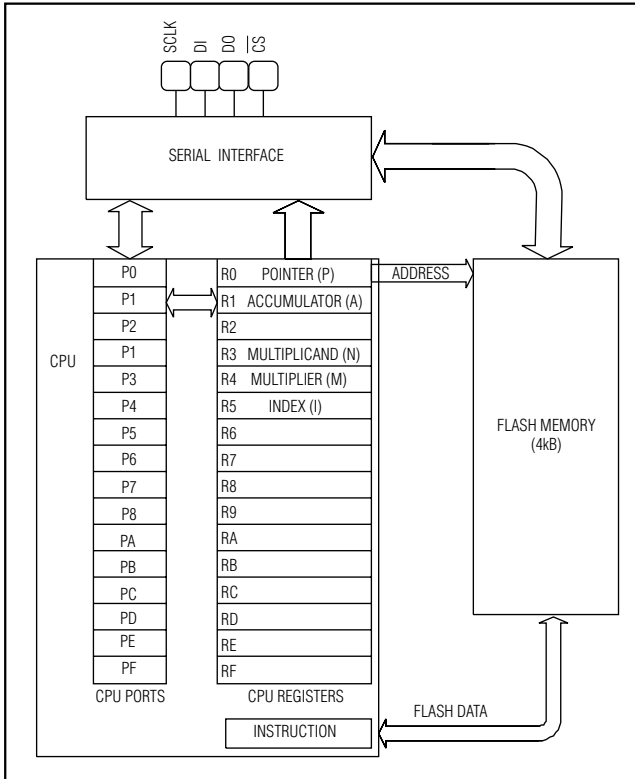 SCLK
DI
DO
CS
SERIAL INTERFACE
CPU
P0
P1
P2
P1
P3
P4
P5
P6
P7
P8
PA
PB
PC
PD
PE
PF
CPU PORTS
R0 POINTER (P)
R1 ACCUMULATOR (A)
R2
R3 MULTIPLICAND (N)
R4 MULTIPLIER (M)
R5 INDEX (I)
R6
R7
R8
R9
RA
RB
RC
RD
RE
RF
CPU REGISTERS
INSTRUCTION
ADDRESS
FLASH MEMORY
(4kB)
FLASH DATA